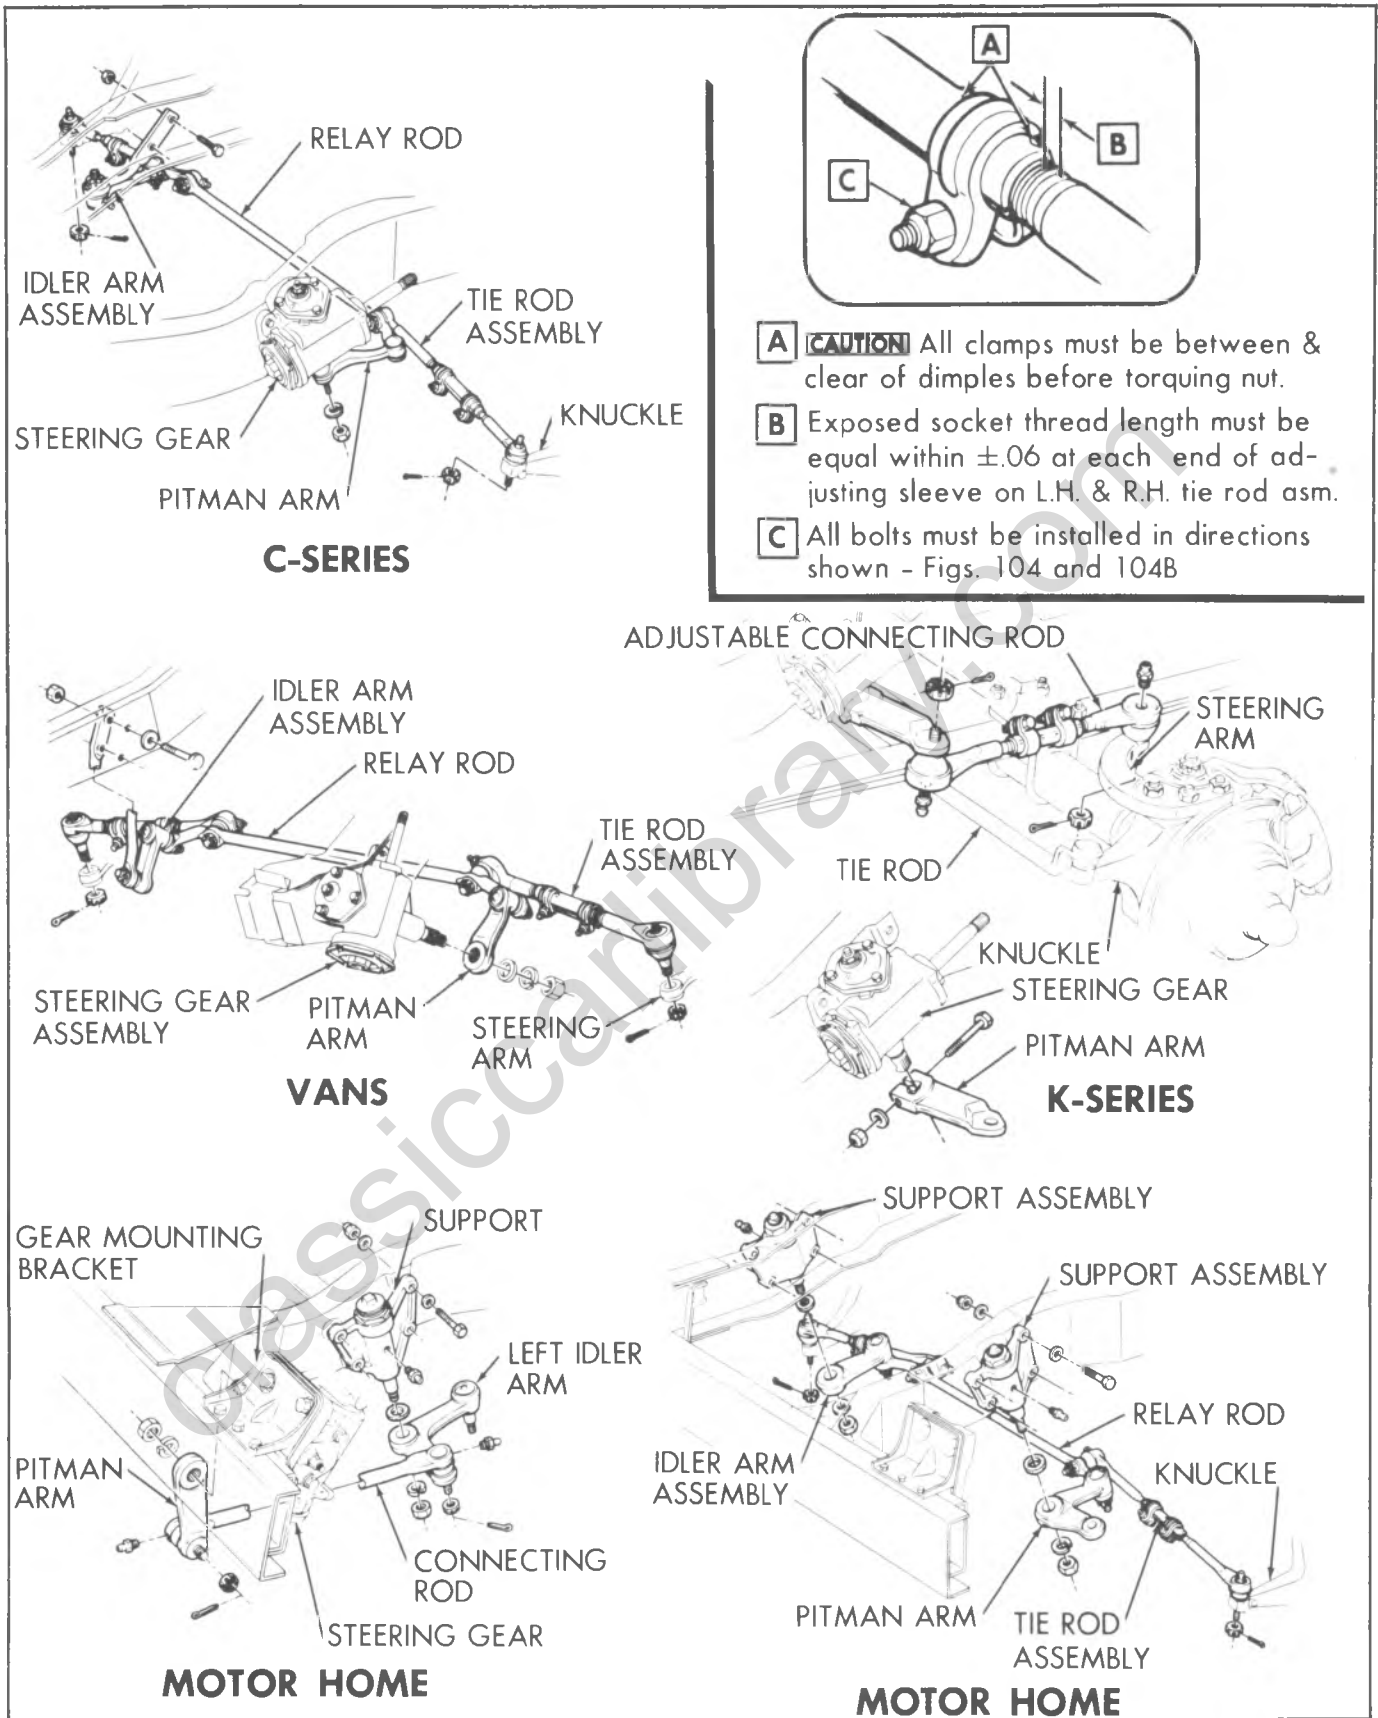 RELAY ROD
IDLER ARM
ASSEMBLY
TIE ROD
ASSEMBLY
STEERING GEAR
KNUCKLE
PITMAN ARM
C-SERIES
A
B
C
A CAUTION All clamps must be between &
clear of dimples before torquing nut.
B Exposed socket thread length must be
equal within ±.06 at each end of ad-
justing sleeve on L.H. & R.H. tie rod asm.
C All bolts must be installed in directions
shown - Figs. 104 and 104B
IDLER ARM
ASSEMBLY
RELAY ROD
TIE ROD
ASSEMBLY
STEERING GEAR
ASSEMBLY
PITMAN
ARM
STEERING
ARM
VANS
ADJUSTABLE CONNECTING ROD
STEERING
ARM
TIE ROD
KNUCKLE
STEERING GEAR
PITMAN ARM
K-SERIES
GEAR MOUNTING
BRACKET
SUPPORT
LEFT IDLER
ARM
PITMAN
ARM
CONNECTING
ROD
STEERING GEAR
MOTOR HOME
SUPPORT ASSEMBLY
SUPPORT ASSEMBLY
RELAY ROD
IDLER ARM
ASSEMBLY
KNUCKLE
PITMAN ARM
TIE ROD
ASSEMBLY
MOTOR HOME
classiccarlibrary.com